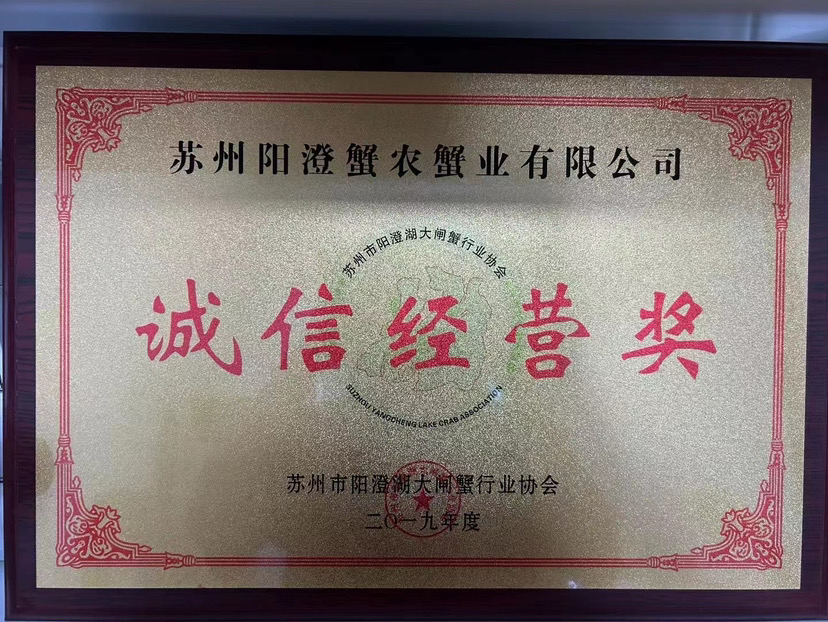 苏州阳澄蟹农蟹业有限公司
苏州市阳澄湖大闸蟹行业协会
诚信经营奖
SUZHOU YANGCHENG LAKE CRAB ASSOCIATION
苏州市阳澄湖大闸蟹行业协会
二〇一九年度